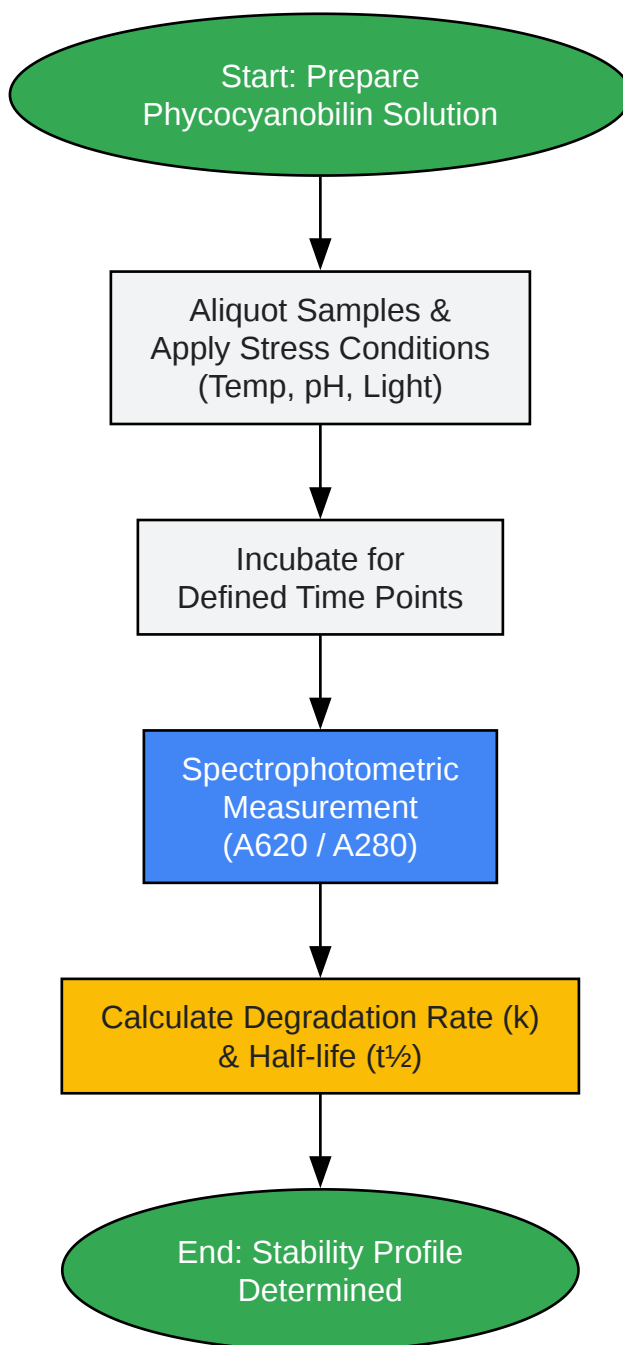 Start: Prepare
Phycocyanobilin Solution
Aliquot Samples &
Apply Stress Conditions
(Temp, pH, Light)
Incubate for
Defined Time Points
Spectrophotometric
Measurement
(A620 / A280)
Calculate Degradation Rate (k)
& Half-life (t½)
End: Stability Profile
Determined